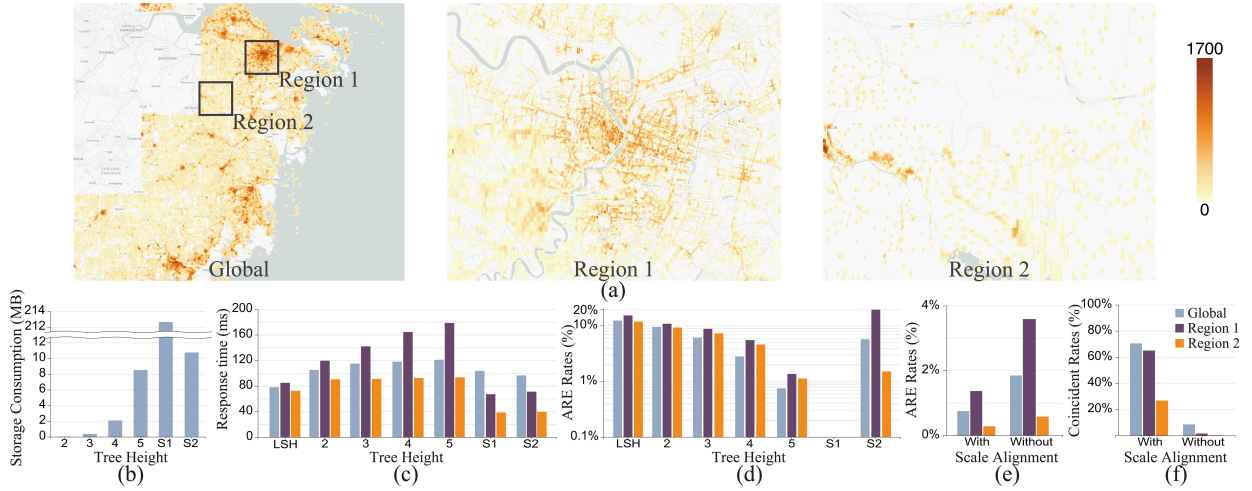 Region 1
Region 2
Global
Region 1
Region 2
1700
0
(a)
Storage Consumption (MB)
214
212
12
10
8
6
4
2
0
2 3 4 5 S1 S2
Tree Height
(b)
Response time (ms)
200
160
120
80
40
0
LSH 2 3 4 5 S1 S2
Tree Height
(c)
ARE Rates (%)
20%
10%
1%
0.1%
LSH 2 3 4 5 S1 S2
Tree Height
(d)
ARE Rates (%)
4%
2%
0%
With Without
Scale Alignment
(e)
Coincident Rates (%)
100%
80%
60%
40%
20%
Global
Region 1
Region 2
With Without
Scale Alignment
(f)